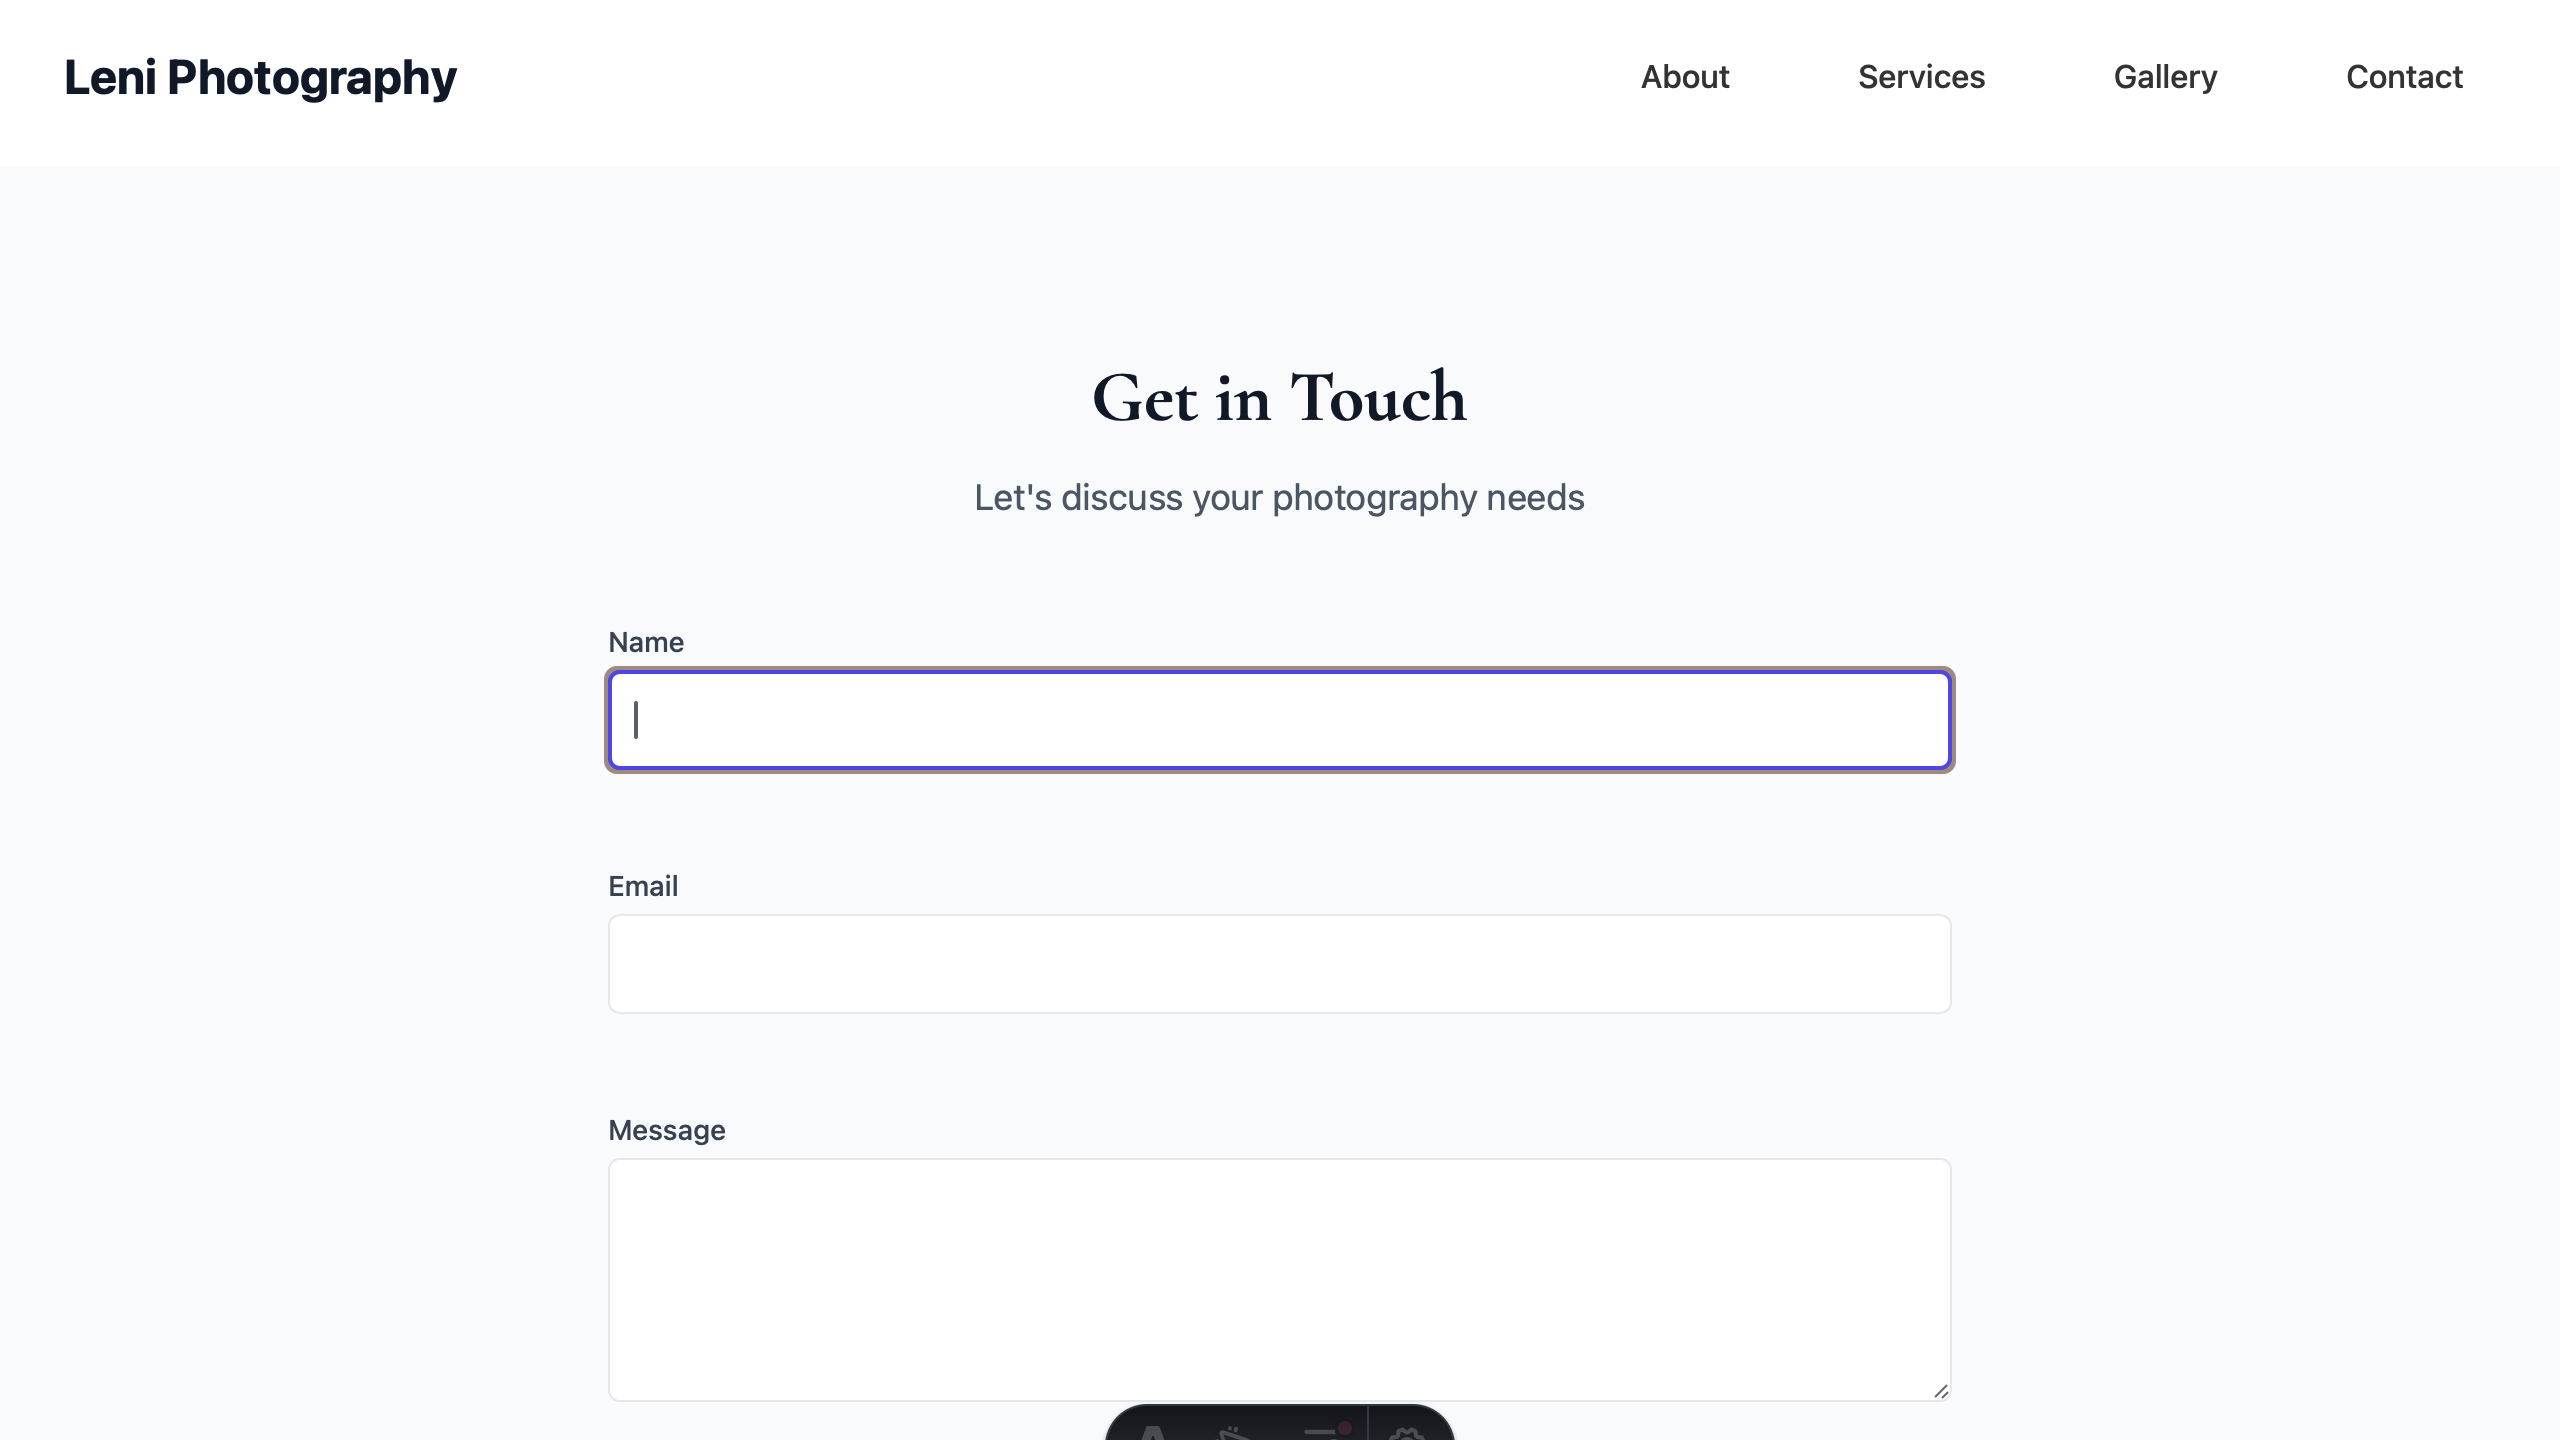 Leni Photography
About Services Gallery Contact
Get in Touch
Let's discuss your photography needs
Name
Email
Message